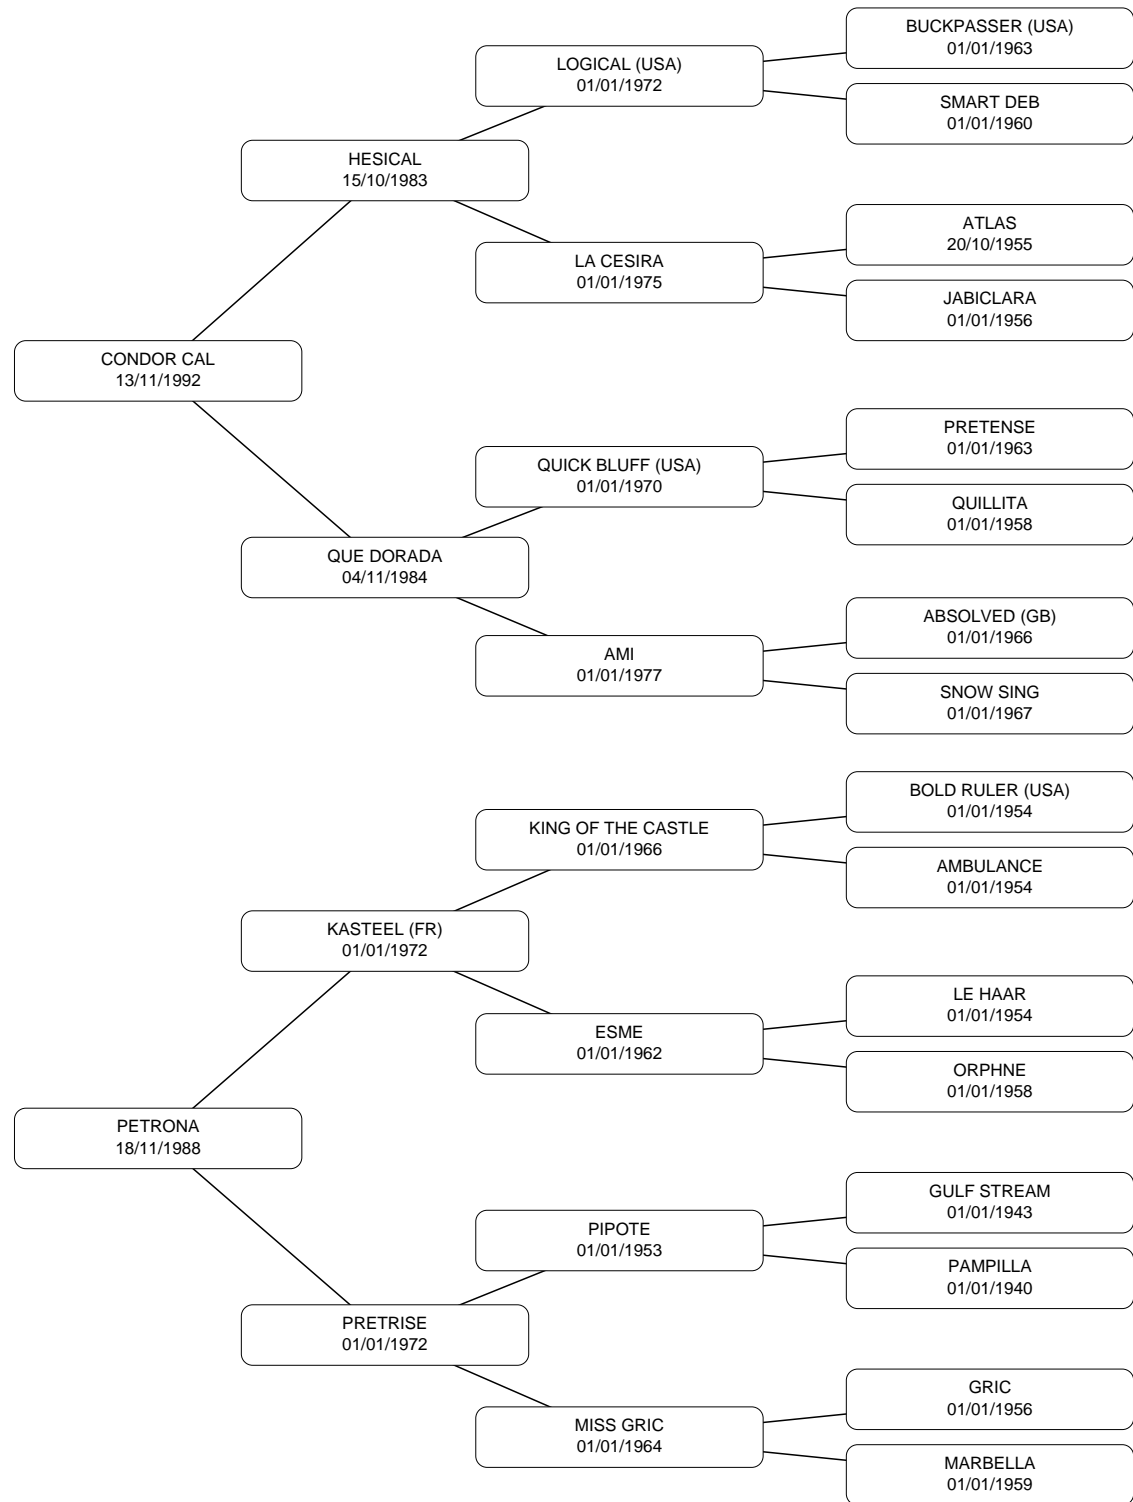 BUCKPASSER (USA)
01/01/1963
LOGICAL (USA)
01/01/1972
SMART DEB
01/01/1960
HESICAL
15/10/1983
ATLAS
20/10/1955
LA CESIRA
01/01/1975
JABICLARA
01/01/1956
CONDOR CAL
13/11/1992
PRETENSE
01/01/1963
QUICK BLUFF (USA)
01/01/1970
QUILLITA
01/01/1958
QUE DORADA
04/11/1984
ABSOLVED (GB)
01/01/1966
AMI
01/01/1977
SNOW SING
01/01/1967
BOLD RULER (USA)
01/01/1954
KING OF THE CASTLE
01/01/1966
AMBULANCE
01/01/1954
KASTEEL (FR)
01/01/1972
LE HAAR
01/01/1954
ESME
01/01/1962
ORPHNE
01/01/1958
PETRONA
18/11/1988
GULF STREAM
01/01/1943
PIPOTE
01/01/1953
PAMPILLA
01/01/1940
PRETRISE
01/01/1972
GRIC
01/01/1956
MISS GRIC
01/01/1964
MARBELLA
01/01/1959